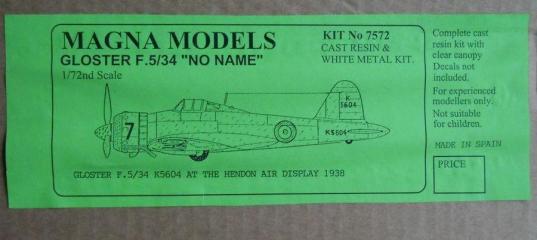 MAGNA MODELS
GLOSTER F.5/34 "NO NAME"
1/72nd Scale
KIT No 7572
CAST RESIN &
WHITE METAL KIT.
7
K
5604
K5604
GLOSTER F.5/34 K5604 AT THE HENDON AIR DISPLAY 1938
Complete cast
resin kit with
clear canopy
Decals not
included.
For experienced
modellers only.
Not suitable
for children.
MADE IN SPAIN
PRICE